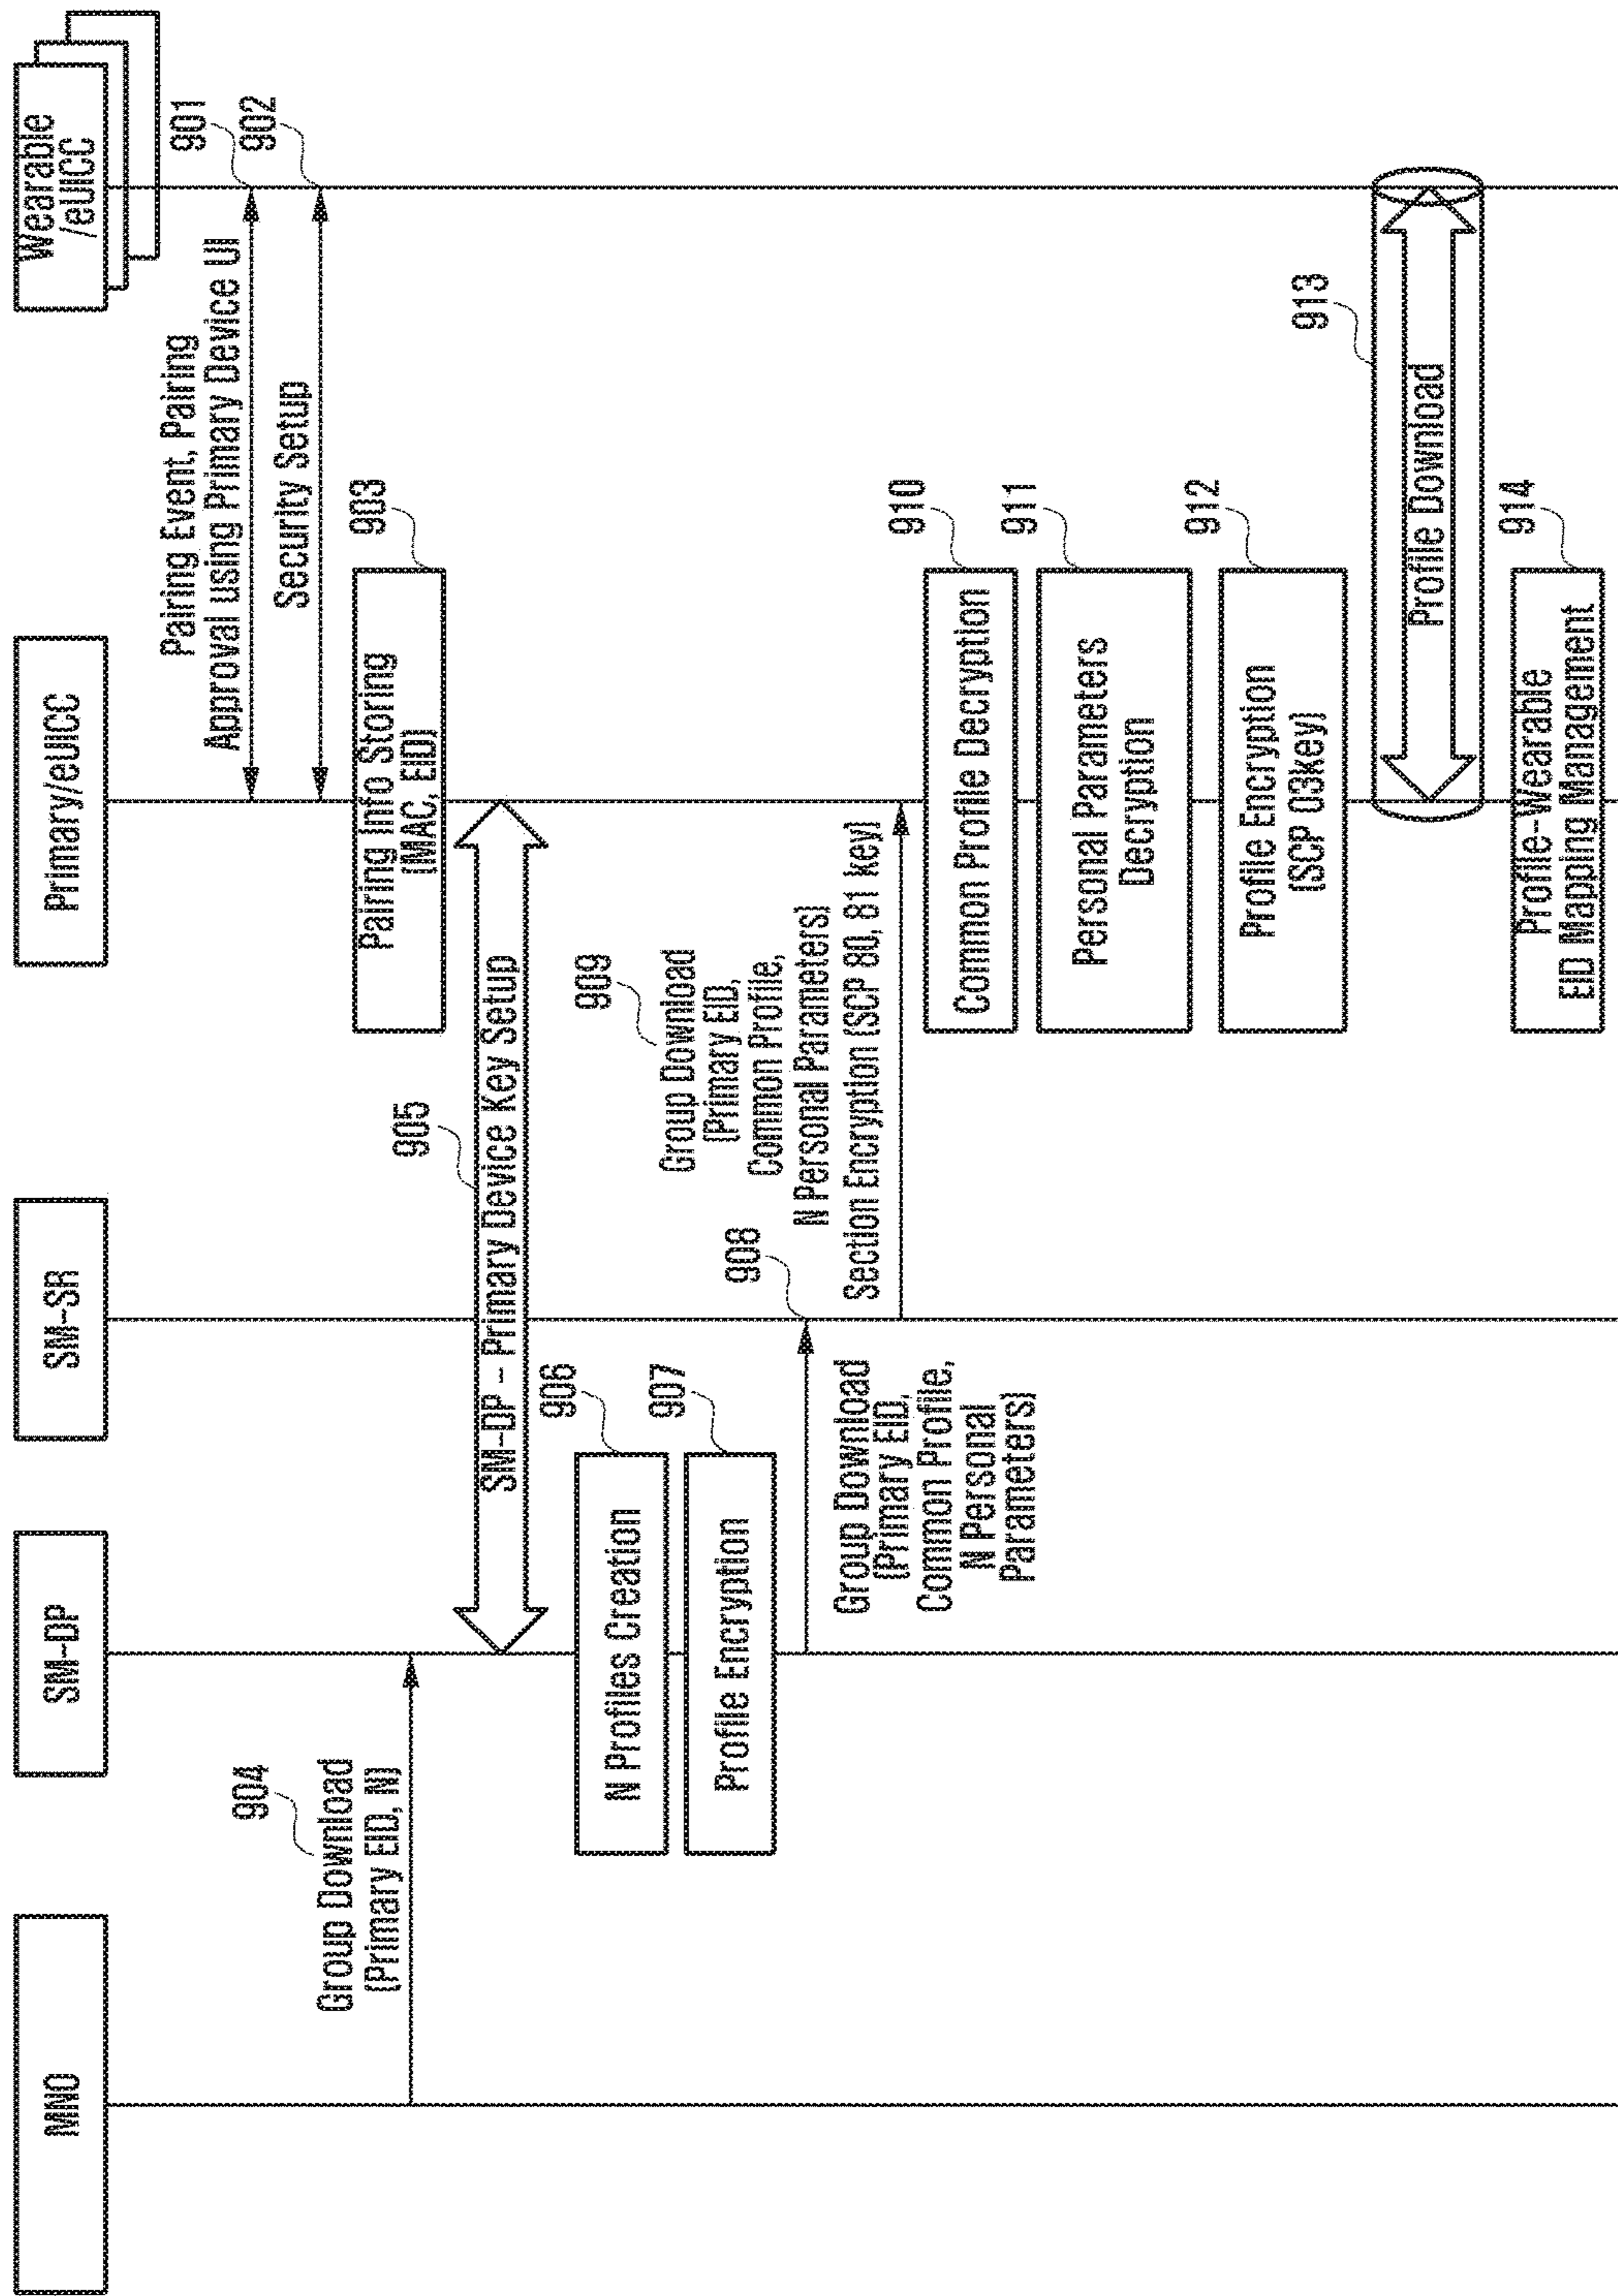 MNO
SM-DP
SM-SR
Primary/eUICC
Wearable
/eUICC
Pairing Event, Pairing
Approval using Primary Device UI
901
Security Setup
902
Pairing Info Storing
(IMAC, EID)
903
Group Download
(Primary EID, N)
904
SM-DP - Primary Device Key Setup
905
N Profiles Creation
906
Profile Encryption
907
Group Download
(Primary EID,
Common Profile,
N Personal
Parameters)
908
Group Download
(Primary EID,
Common Profile,
N Personal Parameters)
Section Encryption (SCP 80, 81 key)
909
Common Profile Decryption
910
Personal Parameters
Decryption
911
Profile Encryption
(SCP 03key)
912
Profile Download
913
Profile-Wearable
EID Mapping Management
914